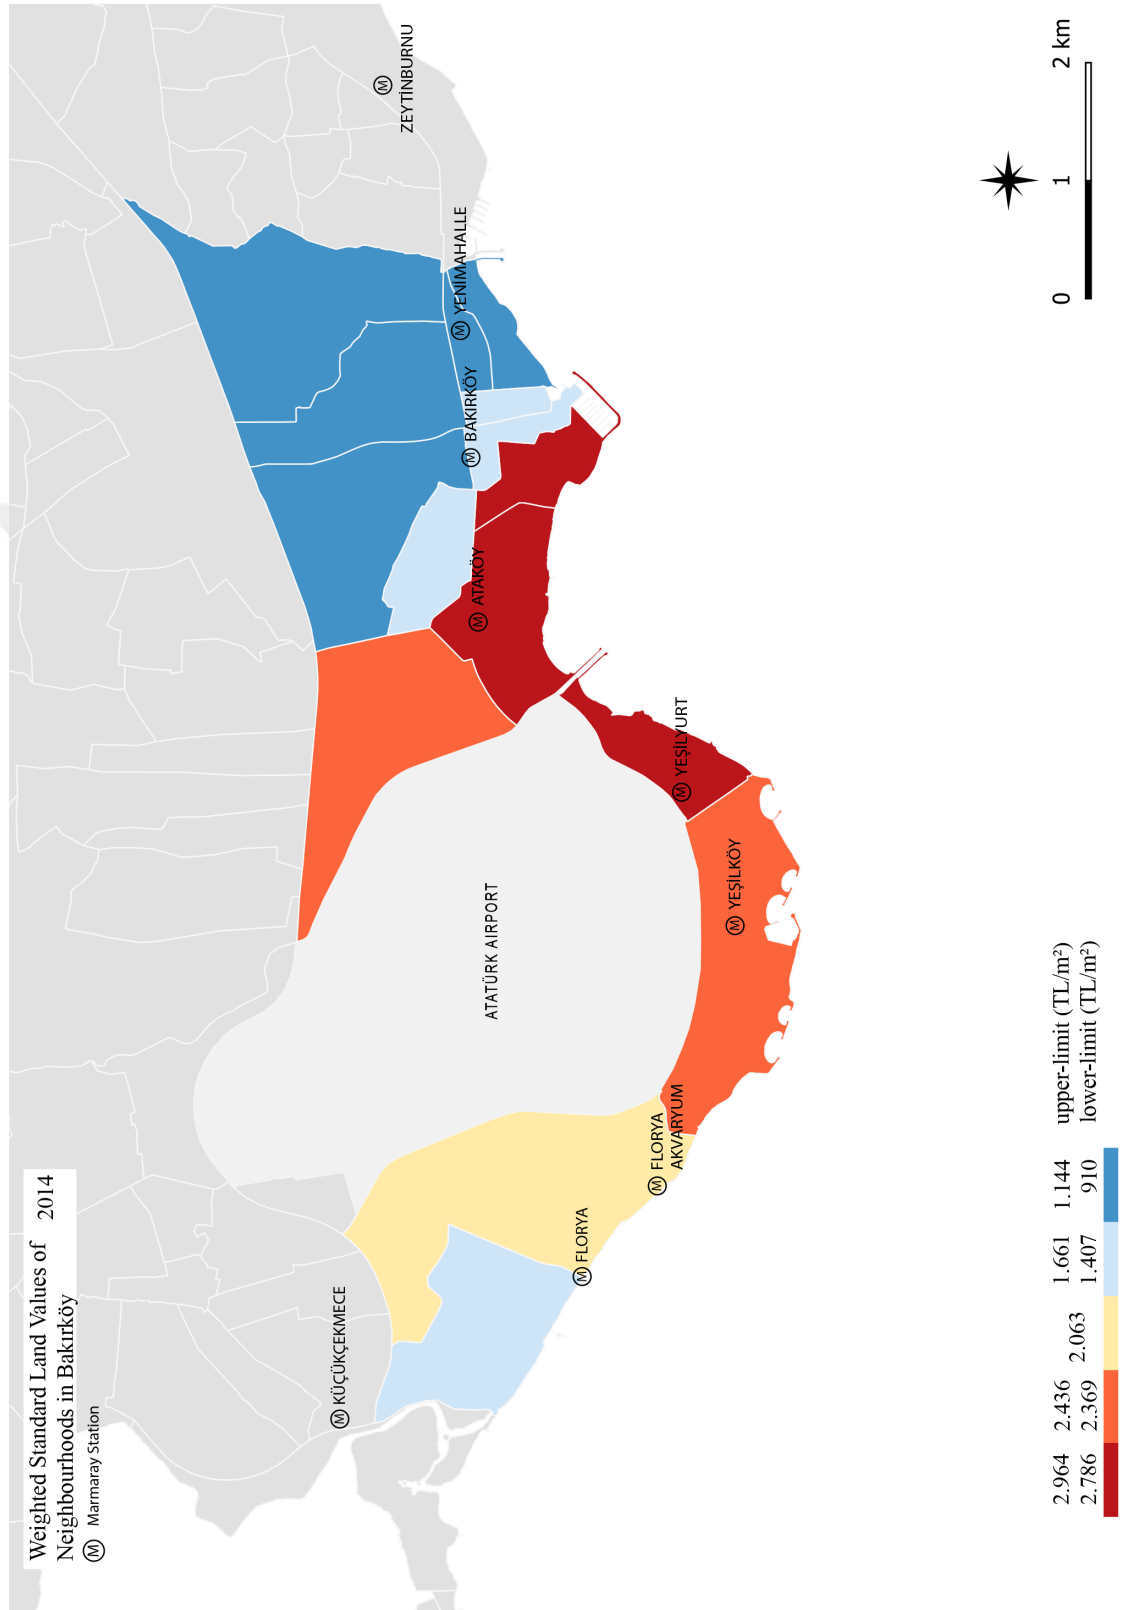 Weighted Standard Land Values of 2014
Neighbourhoods in Bakırköy
M Marmaray Station
M KÜÇÜKÇEKMECE
M FLORYA
M FLORYA
AKVARYUM
ATATÜRK AIRPORT
M YEŞİLKÖY
M YEŞİLYURT
M ATAKÖY
M BAKIRKÖY
M YENİMAHALLE
M
ZEYTİNBURNU
2.964 2.436 2.063 1.661 1.144 upper-limit (TL/m²)
2.786 2.369 1.407 910 lower-limit (TL/m²)
0 1 2 km